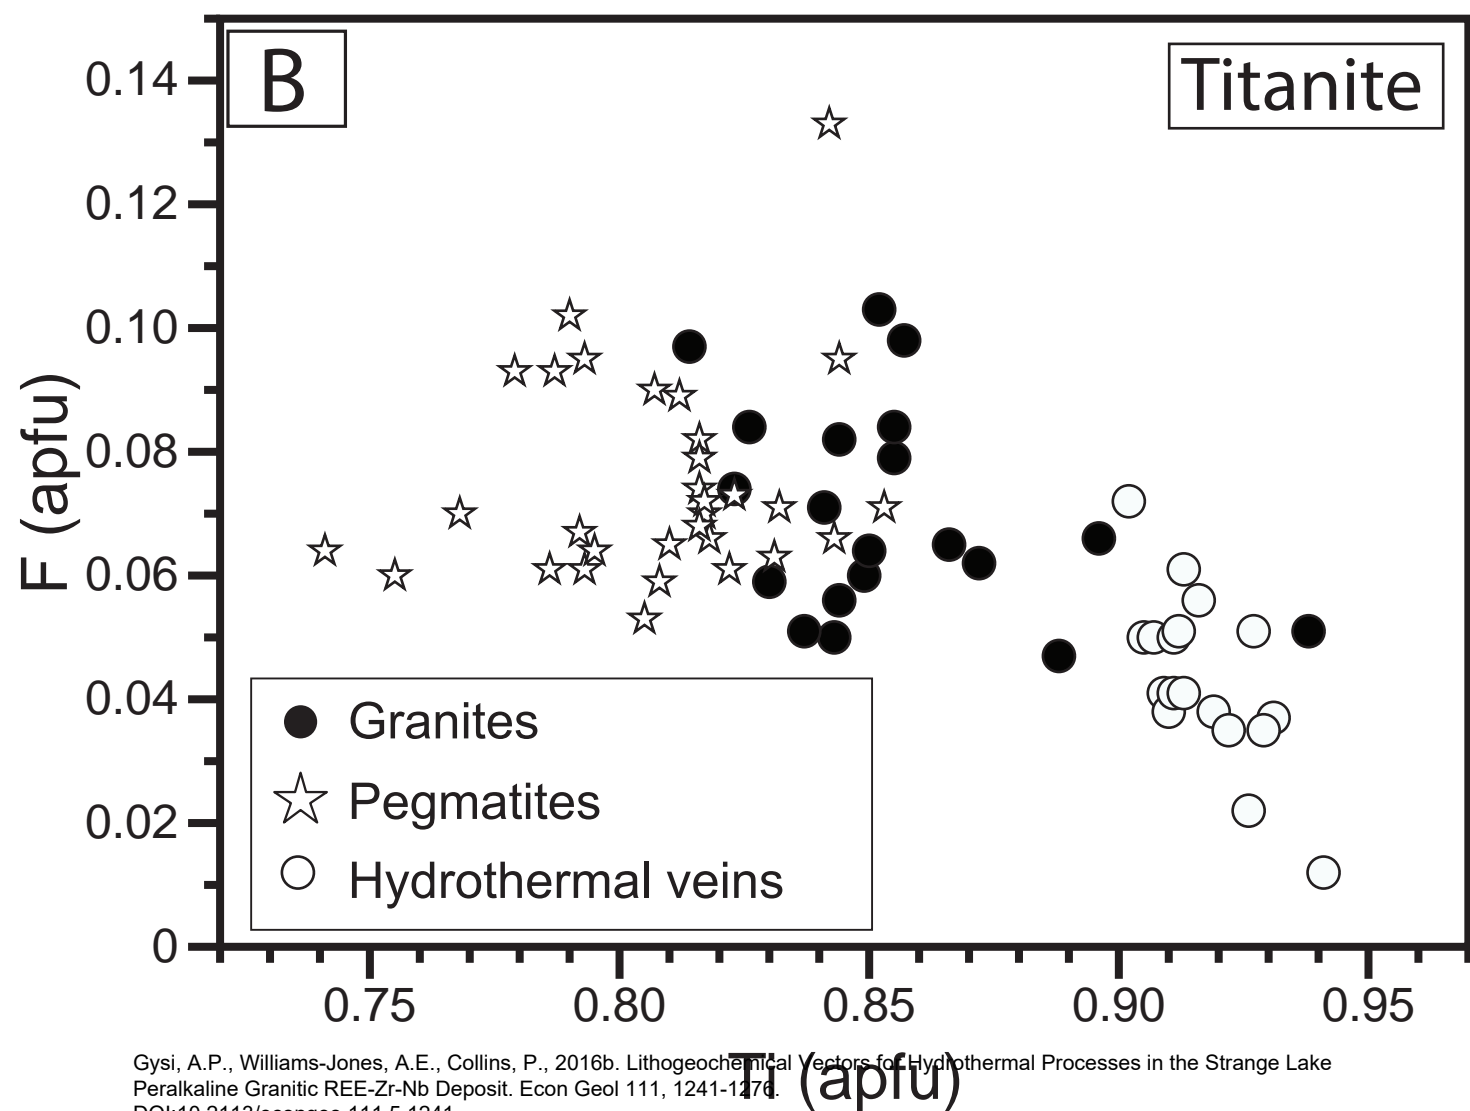 B
Titanite
0.14
0.12
0.10
0.08
0.06
0.04
0.02
0
F (apfu)
Granites
Pegmatites
Hydrothermal veins
0.75 0.80 0.85 0.90 0.95
Ti (apfu)
Gysi, A.P., Williams-Jones, A.E., Collins, P., 2016b. Lithogeochemical Vectors for Hydrothermal Processes in the Strange Lake
Peralkaline Granitic REE-Zr-Nb Deposit. Econ Geol 111, 1241-1276.